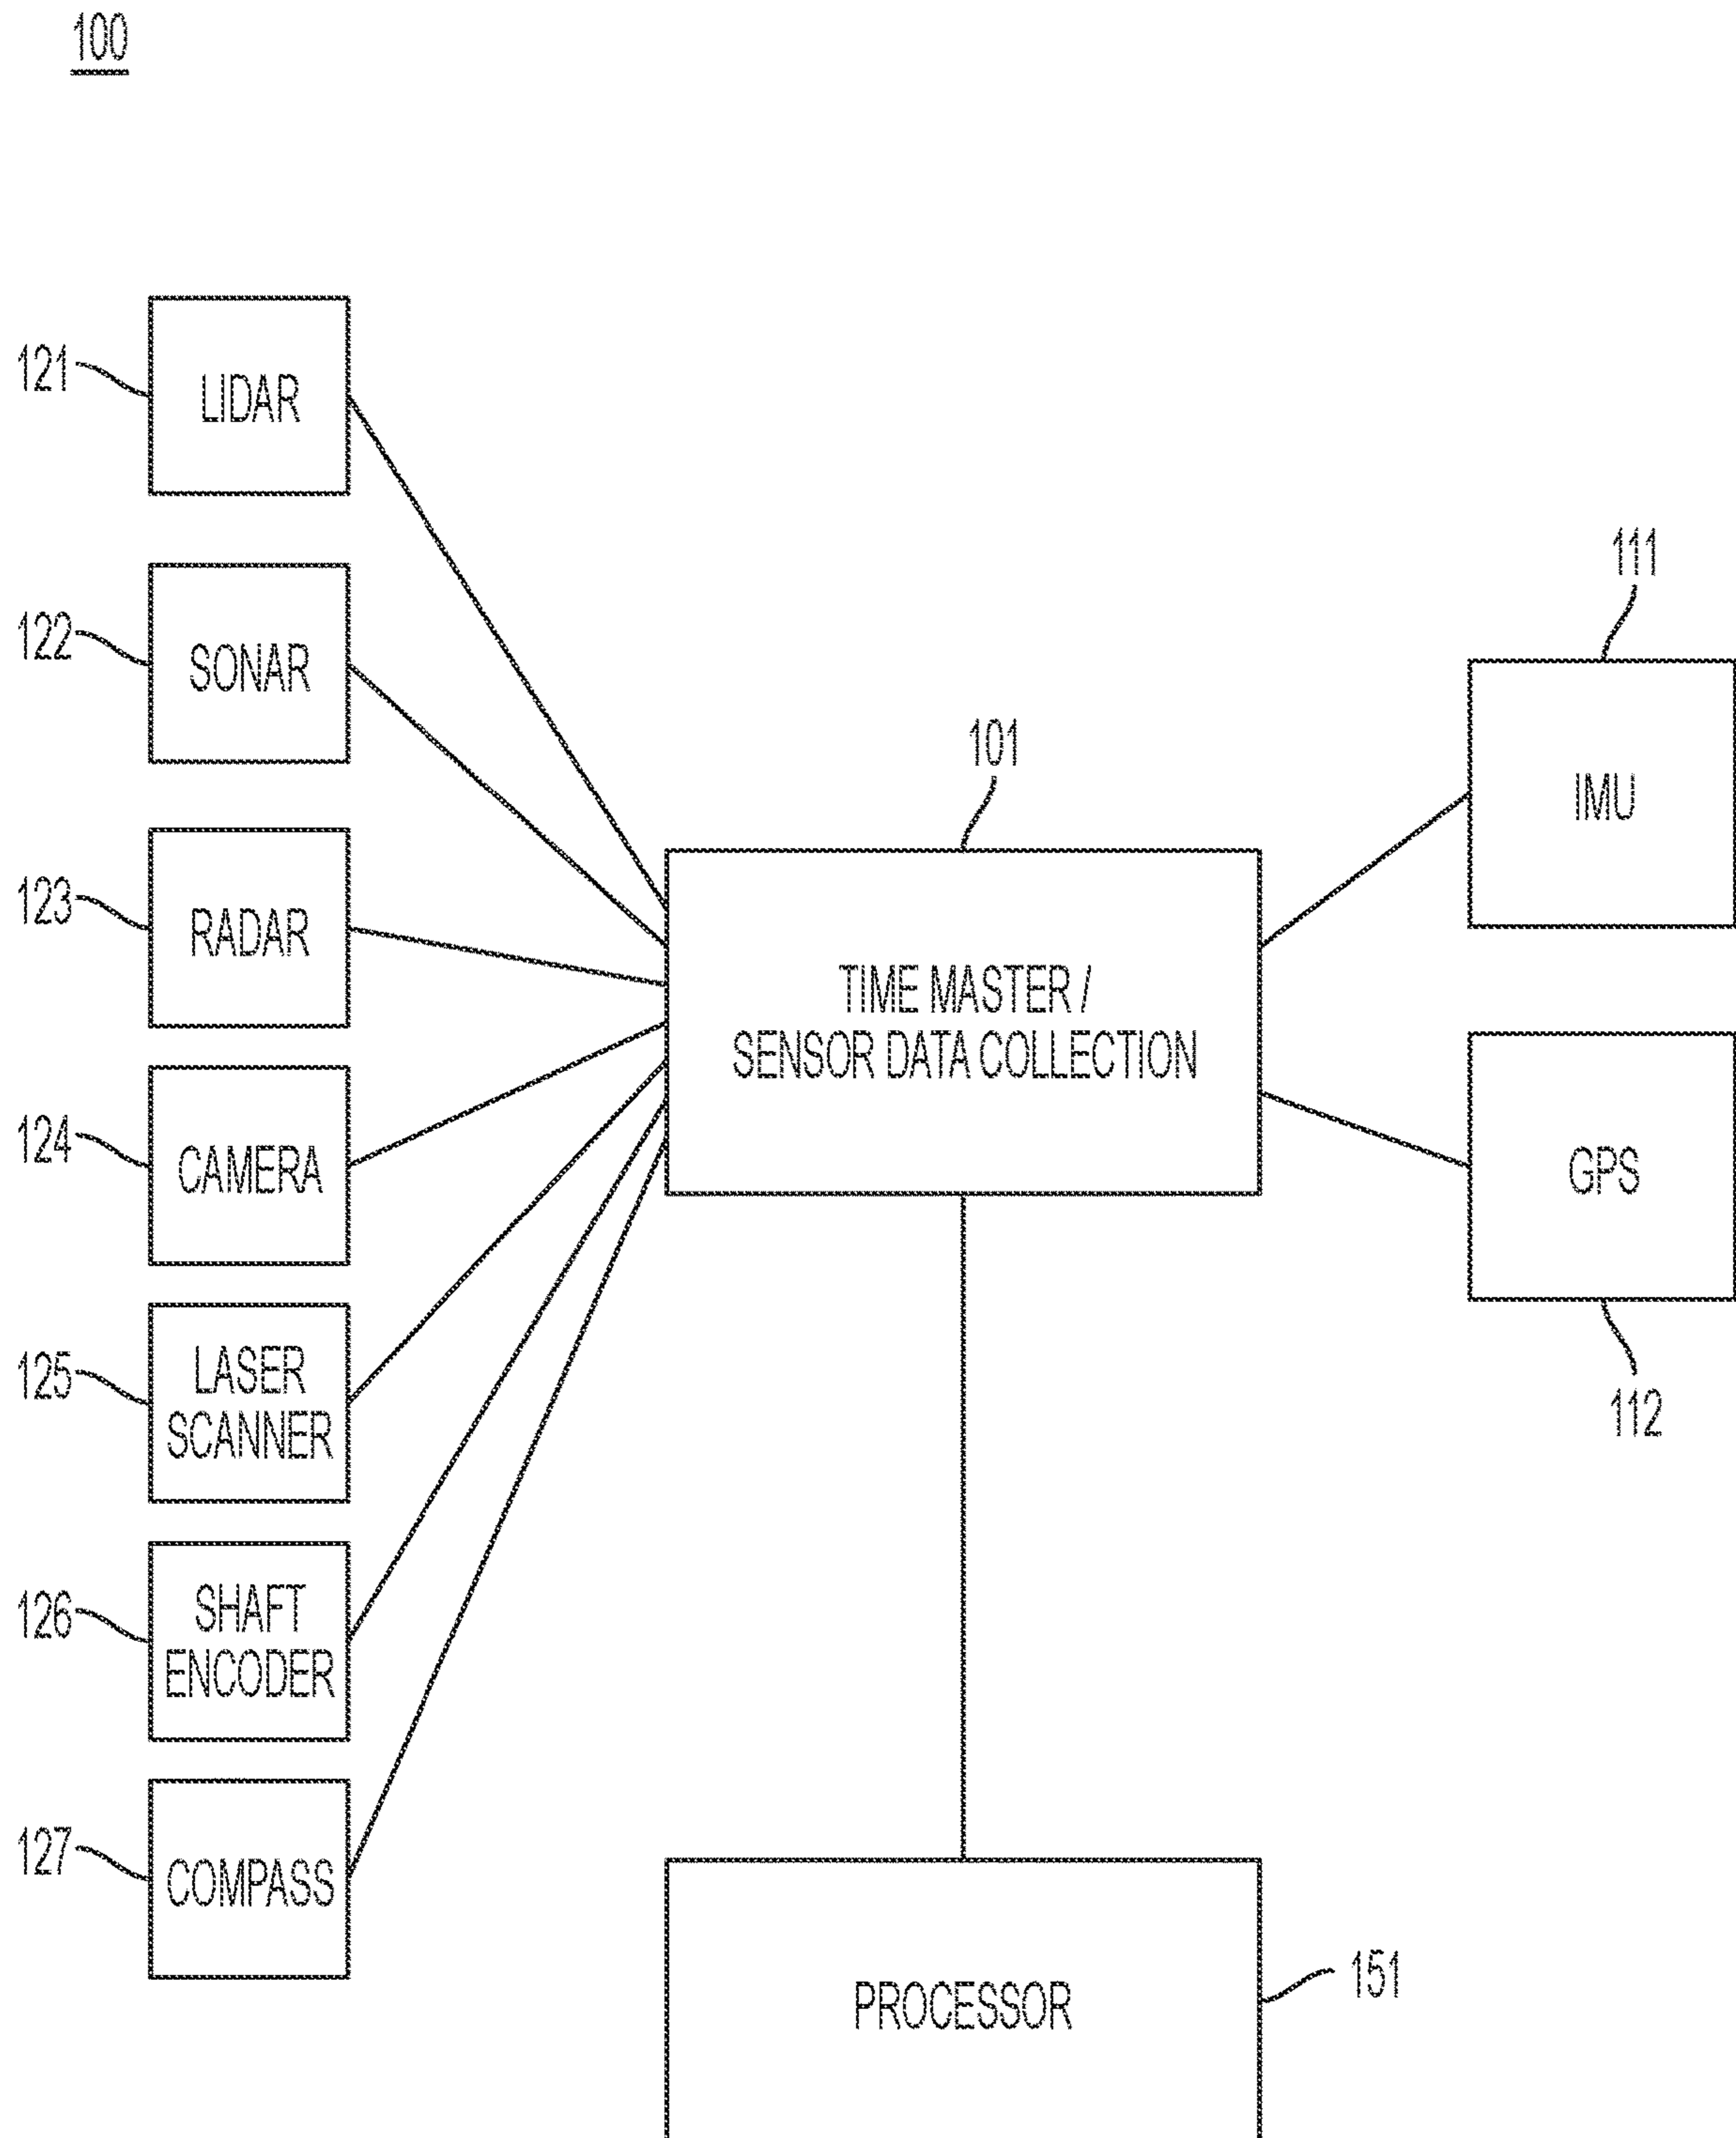 100
121
LIDAR
122
SONAR
123
RADAR
124
CAMERA
125
LASER
SCANNER
126
SHAFT
ENCODER
127
COMPASS
101
TIME MASTER /
SENSOR DATA COLLECTION
111
IMU
GPS
112
PROCESSOR
151